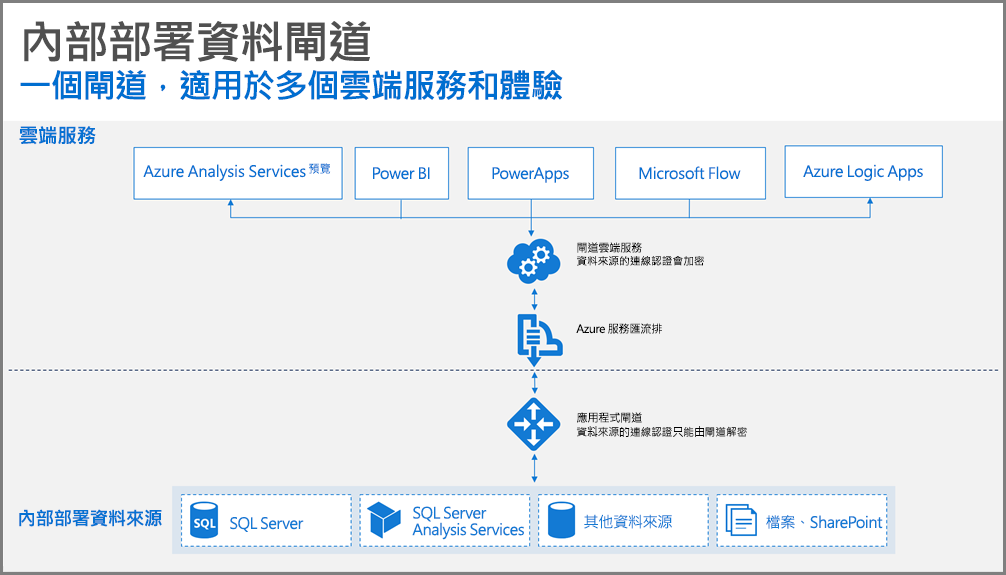 內部部署資料閘道
一個閘道，適用於多個雲端服務和體驗
雲端服務
Azure Analysis Services 預覽
Power BI
PowerApps
Microsoft Flow
Azure Logic Apps
閘道雲端服務
資料來源的連線認證會加密
Azure 服務匯流排
應用程式閘道
資料來源的連線認證只能由閘道解密
內部部署資料來源
SQL
SQL Server
SQL Server
Analysis Services
其他資料來源
檔案、SharePoint